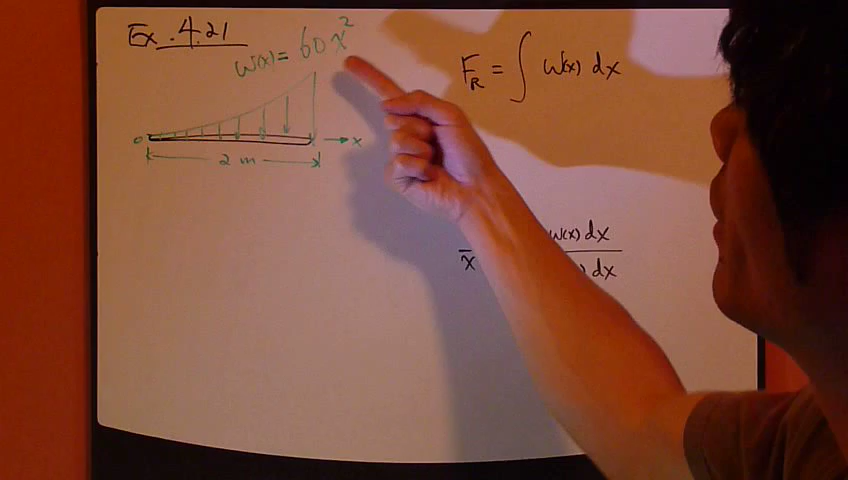 Ex. 4.21
w(x) = 60x²
F_R = ∫ w(x) dx
o x
2 m
w(x) dx
x̄ ) dx